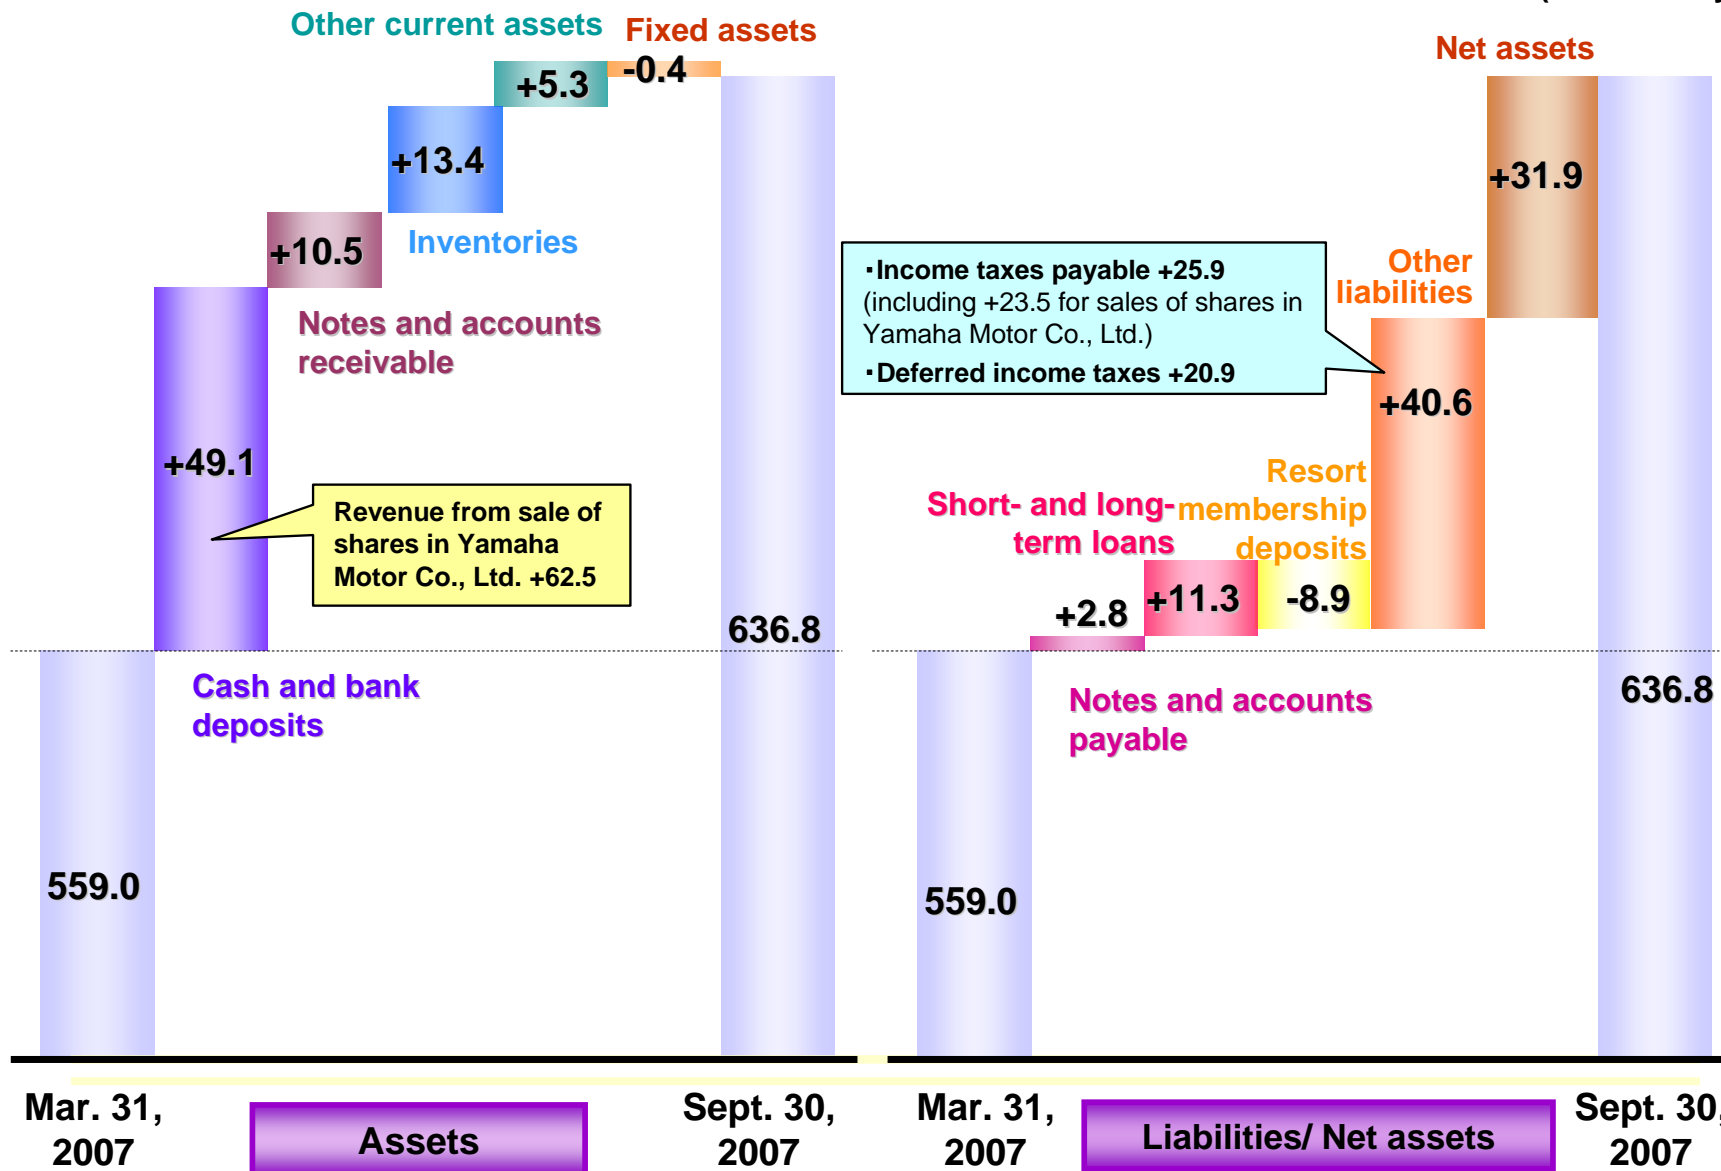 Other current assets
Fixed assets
+5.3
-0.4
+13.4
Inventories
+10.5
Notes and accounts
receivable
+49.1
Revenue from sale of
shares in Yamaha
Motor Co., Ltd. +62.5
636.8
Cash and bank
deposits
559.0
Mar. 31,
2007
Assets
Sept. 30,
2007
Net assets
+31.9
・Income taxes payable +25.9
(including +23.5 for sales of shares in
Yamaha Motor Co., Ltd.)
・Deferred income taxes +20.9
Other
liabilities
+40.6
Resort
membership
deposits
Short- and long-
term loans
-8.9
+11.3
+2.8
Notes and accounts
payable
636.8
559.0
Mar. 31,
2007
Liabilities/ Net assets
Sept. 30,
2007